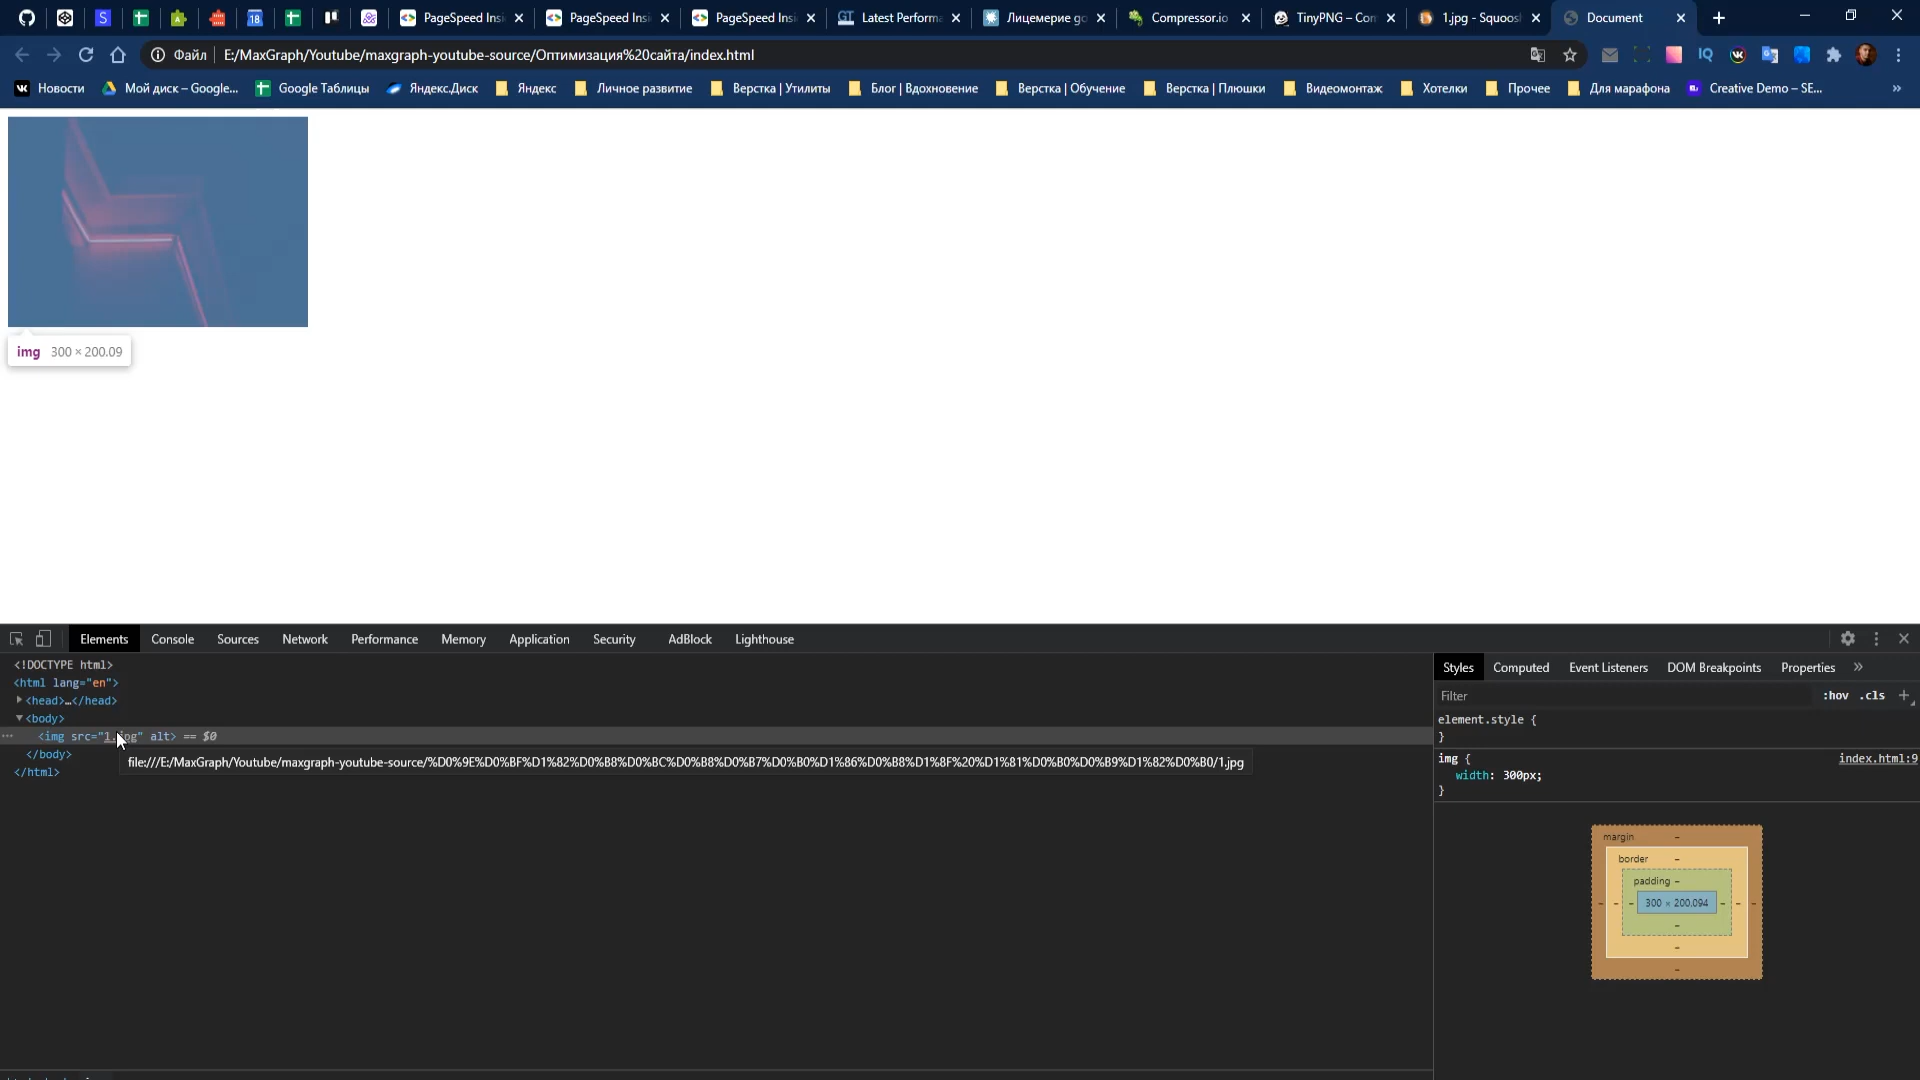 18
PageSpeed Insi
PageSpeed Insi
PageSpeed Insi
GT
Latest Performa
Лицемерие go
Compressor.io
TinyPNG – Com
1.jpg - Squoosh
Document
Файл
E:/MaxGraph/Youtube/maxgraph-youtube-source/Оптимизация%20сайта/index.html
IQ
Новости
Мой диск – Google...
Google Таблицы
Яндекс.Диск
Яндекс
Личное развитие
Верстка | Утилиты
Блог | Вдохновение
Верстка | Обучение
Верстка | Плюшки
Видеомонтаж
Хотелки
Прочее
Для марафона
Creative Demo – SE...
»
img 300 × 200.09
Elements
Console
Sources
Network
Performance
Memory
Application
Security
AdBlock
Lighthouse
<!DOCTYPE html>
<html lang="en">
<head>…</head>
<body>
<img src="1.jpg" alt> == $0
</body>
</html>
file:///E:/MaxGraph/Youtube/maxgraph-youtube-source/%D0%9E%D0%BF%D1%82%D0%B8%D0%BC%D0%B8%D0%B7%D0%B0%D1%86%D0%B8%D1%8F%20%D1%81%D0%B0%D0%B9%D1%82%D0%B0/1.jpg
Styles
Computed
Event Listeners
DOM Breakpoints
Properties
»
Filter
:hov .cls +
element.style {
}
img {
index.html:9
width: 300px;
}
margin –
border –
padding –
300 × 200.094